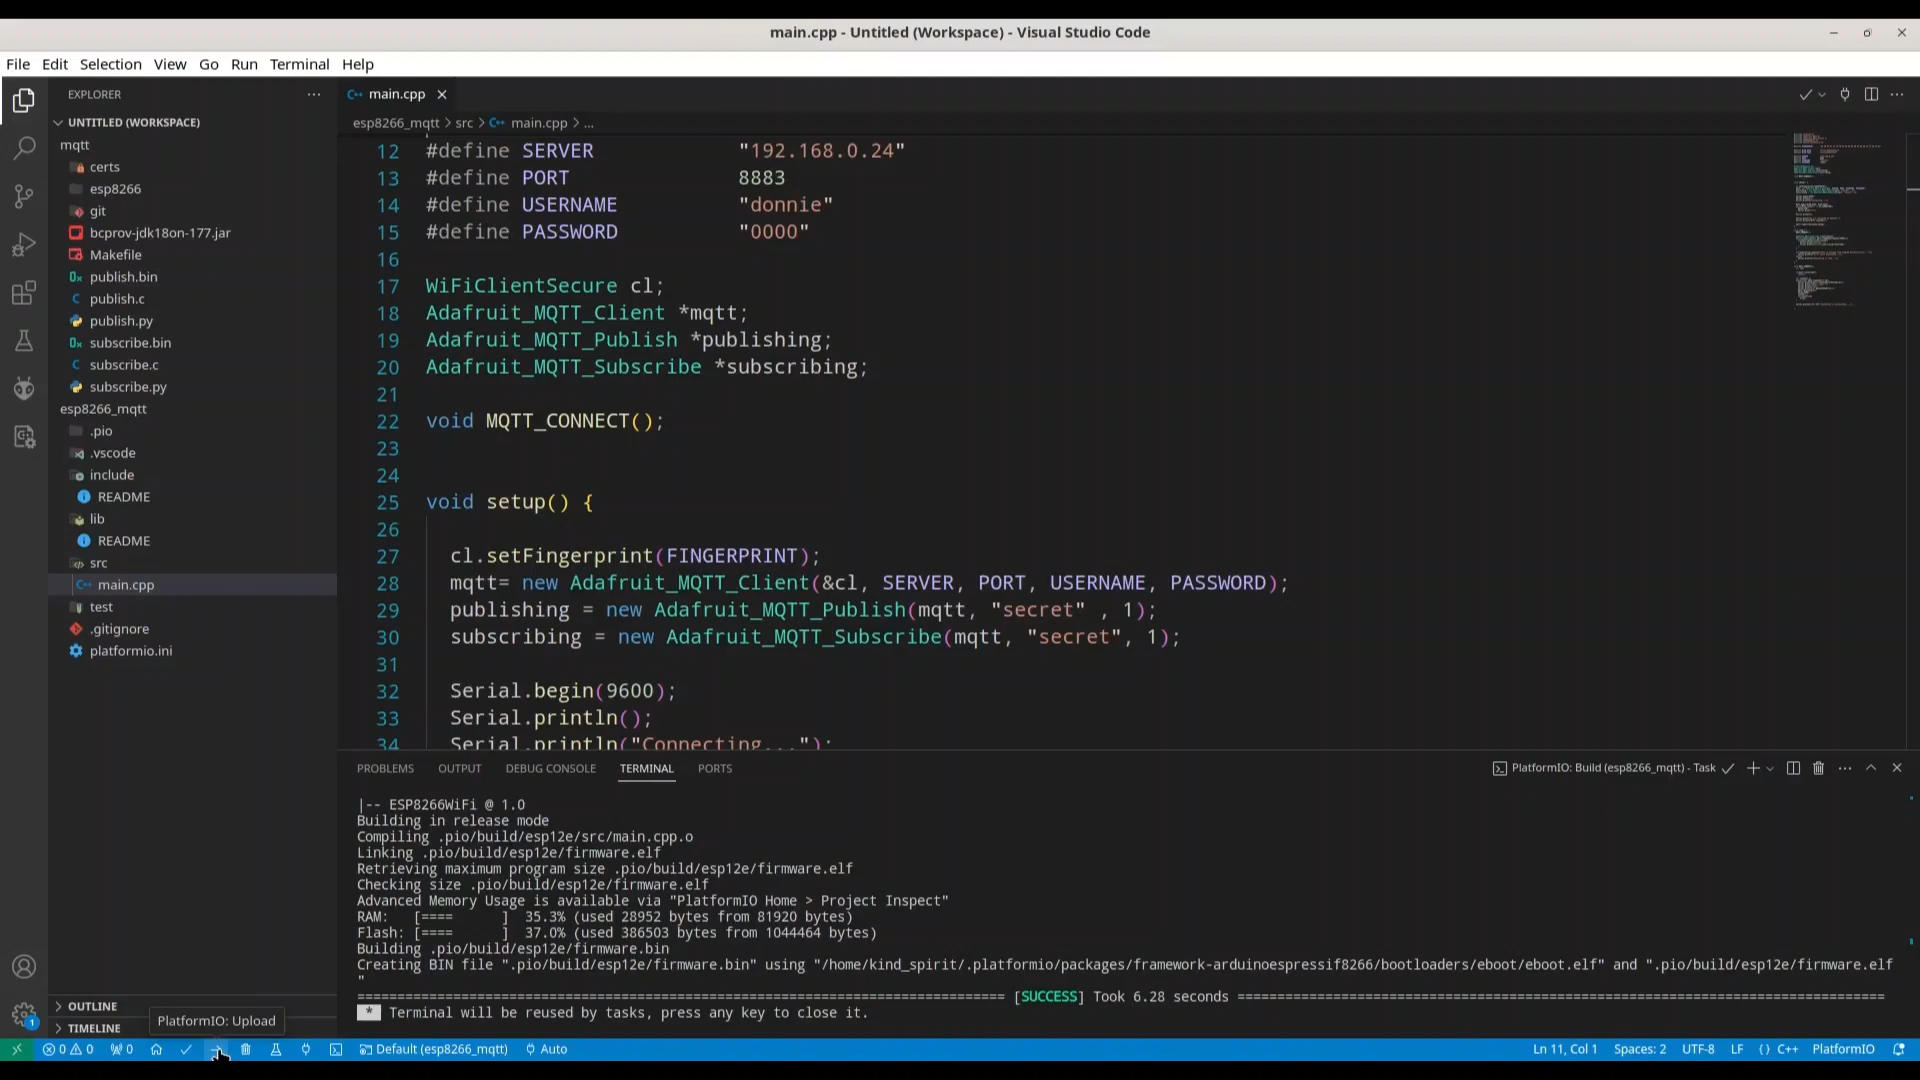 main.cpp - Untitled (Workspace) - Visual Studio Code
File Edit Selection View Go Run Terminal Help
EXPLORER
UNTITLED (WORKSPACE)
mqtt
certs
esp8266
git
bcprov-jdk18on-177.jar
Makefile
publish.bin
publish.c
publish.py
subscribe.bin
subscribe.c
subscribe.py
esp8266_mqtt
.pio
.vscode
include
README
lib
README
src
main.cpp
test
.gitignore
platformio.ini
OUTLINE
TIMELINE
PlatformIO: Upload
main.cpp
esp8266_mqtt > src > main.cpp > ...
12 #define SERVER "192.168.0.24"
13 #define PORT 8883
14 #define USERNAME "donnie"
15 #define PASSWORD "0000"
16
17 WiFiClientSecure cl;
18 Adafruit_MQTT_Client *mqtt;
19 Adafruit_MQTT_Publish *publishing;
20 Adafruit_MQTT_Subscribe *subscribing;
21
22 void MQTT_CONNECT();
23
24
25 void setup() {
26
27 cl.setFingerprint(FINGERPRINT);
28 mqtt= new Adafruit_MQTT_Client(&cl, SERVER, PORT, USERNAME, PASSWORD);
29 publishing = new Adafruit_MQTT_Publish(mqtt, "secret" , 1);
30 subscribing = new Adafruit_MQTT_Subscribe(mqtt, "secret", 1);
31
32 Serial.begin(9600);
33 Serial.println();
34 Serial.println("Connecting...");
PROBLEMS OUTPUT DEBUG CONSOLE TERMINAL PORTS
PlatformIO: Build (esp8266_mqtt) - Task
|-- ESP8266WiFi @ 1.0
Building in release mode
Compiling .pio/build/esp12e/src/main.cpp.o
Linking .pio/build/esp12e/firmware.elf
Retrieving maximum program size .pio/build/esp12e/firmware.elf
Checking size .pio/build/esp12e/firmware.elf
Advanced Memory Usage is available via "PlatformIO Home > Project Inspect"
RAM: [==== ] 35.3% (used 28952 bytes from 81920 bytes)
Flash: [==== ] 37.0% (used 386503 bytes from 1044464 bytes)
Building .pio/build/esp12e/firmware.bin
Creating BIN file ".pio/build/esp12e/firmware.bin" using "/home/kind_spirit/.platformio/packages/framework-arduinoespressif8266/bootloaders/eboot/eboot.elf" and ".pio/build/esp12e/firmware.elf
"
[SUCCESS] Took 6.28 seconds
* Terminal will be reused by tasks, press any key to close it.
0 0 0 Default (esp8266_mqtt) Auto
Ln 11, Col 1 Spaces: 2 UTF-8 LF {} C++ PlatformIO
1